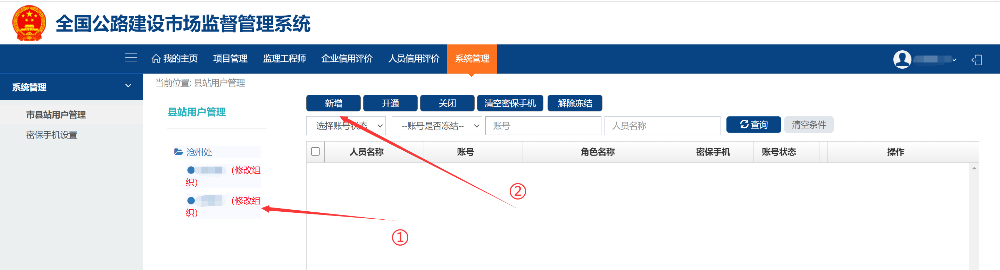 全国公路建设市场监督管理系统
我的主页 项目管理 监理工程师 企业信用评价 人员信用评价 系统管理
系统管理
当前位置: 县站用户管理
市县站用户管理
密保手机设置
县站用户管理
新增 开通 关闭 清空密保手机 解除冻结
选择账号状态 --账号是否冻结-- 账号 人员名称 查询 清空条件
沧州处
(修改组
织)
(修改组
织)
人员名称 账号 角色名称 密保手机 账号状态 操作
②
①